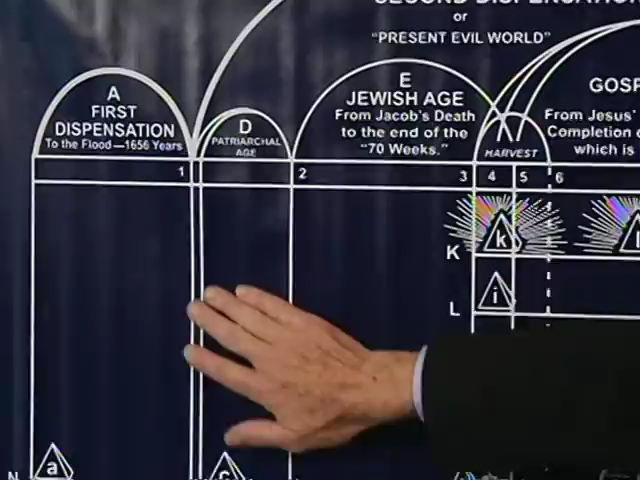 SECOND DISPENSATION
or
"PRESENT EVIL WORLD"
A
FIRST
DISPENSATION
To the Flood—1656 Years
D
PATRIARCHAL
AGE
E
JEWISH AGE
From Jacob's Death
to the end of the
"70 Weeks."
HARVEST
GOSP
From Jesus'
Completion
which is
1
2
3
4
5
6
K
k
L
i
N
a
c